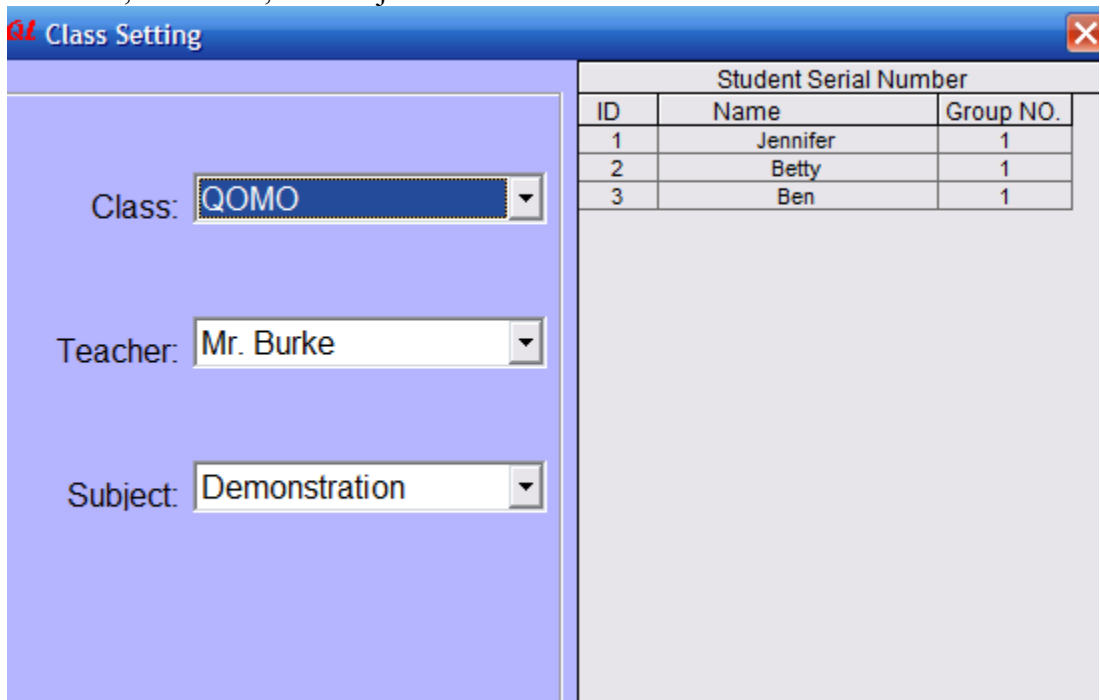 Class Setting
Class: QOMO
Teacher: Mr. Burke
Subject: Demonstration
Student Serial Number
ID Name Group NO.
1 Jennifer 1
2 Betty 1
3 Ben 1